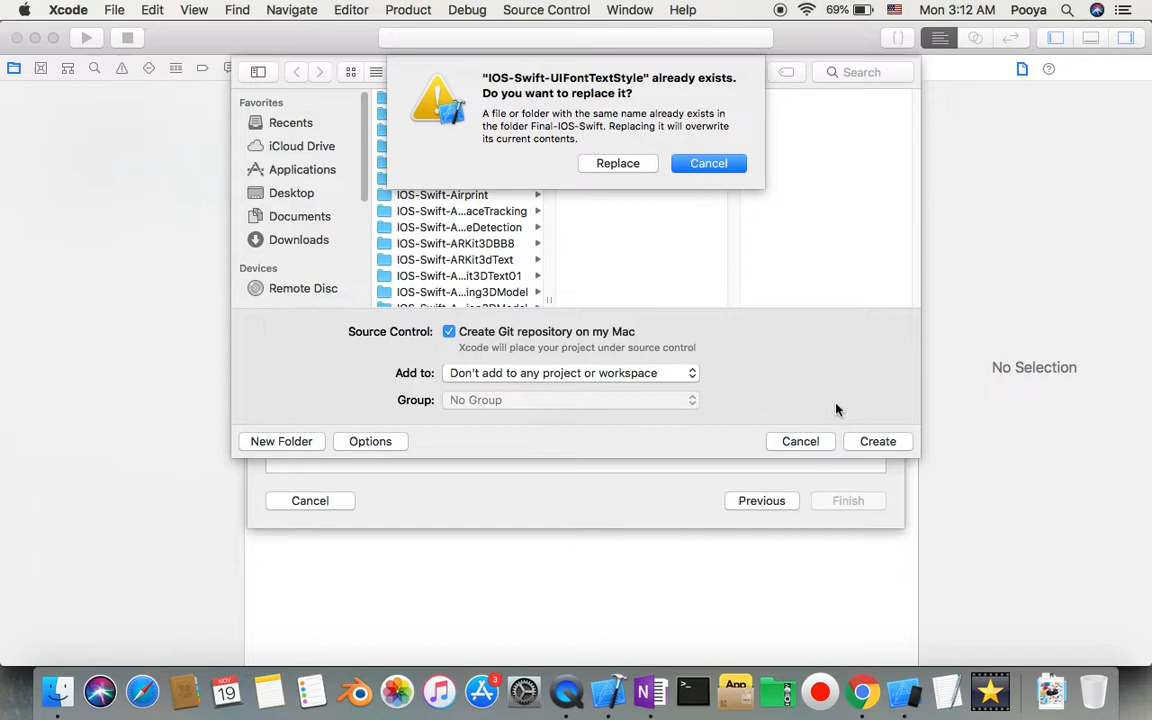 Xcode File Edit View Find Navigate Editor Product Debug Source Control Window Help 69% Mon 3:12 AM Pooya
{ }
Search
"IOS-Swift-UIFontTextStyle" already exists.
Do you want to replace it?
A file or folder with the same name already exists in
the folder Final-IOS-Swift. Replacing it will overwrite
its current contents.
Replace Cancel
Favorites
Recents
iCloud Drive
Applications
Desktop
Documents
Downloads
Devices
Remote Disc
IOS-Swift-Airprint
IOS-Swift-A...aceTracking
IOS-Swift-A...eDetection
IOS-Swift-ARKit3DBB8
IOS-Swift-ARKit3dText
IOS-Swift-A...it3DText01
IOS-Swift-A...ing3DModel
Source Control: Create Git repository on my Mac
Xcode will place your project under source control
Add to: Don't add to any project or workspace
Group: No Group
New Folder Options Cancel Create
Cancel Previous Finish
No Selection
NOV
19
3
App